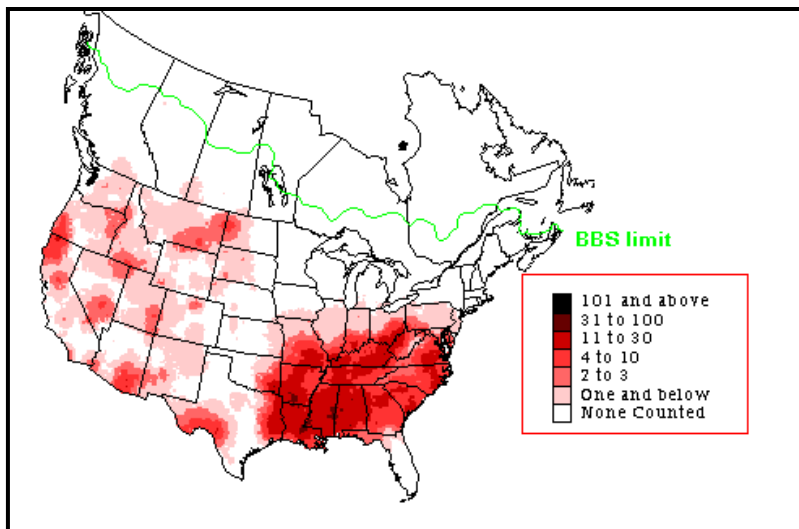 BBS limit
101 and above
31 to 100
11 to 30
4 to 10
2 to 3
One and below
None Counted